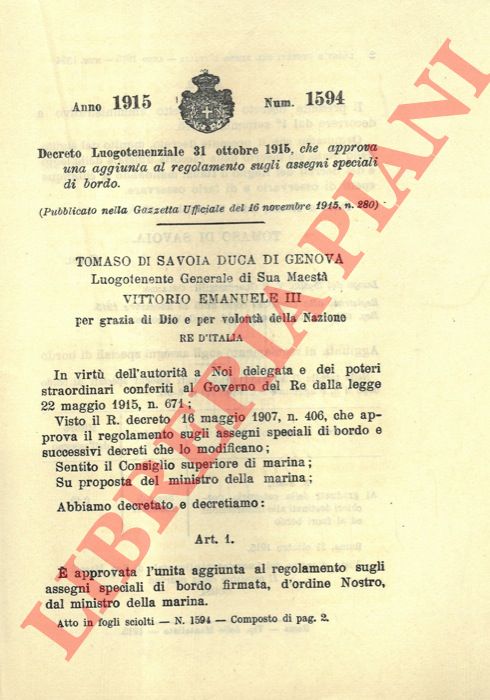 Anno 1915
Num. 1594
Decreto Luogotenenziale 31 ottobre 1915, che approva
una aggiunta al regolamento sugli assegni speciali
di bordo.
(Pubblicato nella Gazzetta Ufficiale del 16 novembre 1915, n. 280)
TOMASO DI SAVOIA DUCA DI GENOVA
Luogotenente Generale di Sua Maestà
VITTORIO EMANUELE III
per grazia di Dio e per volontà della Nazione
RE D'ITALIA
In virtù dell'autorità a Noi delegata e dei poteri
straordinari conferiti al Governo del Re dalla legge
22 maggio 1915, n. 671;
Visto il R. decreto 16 maggio 1907, n. 406, che ap-
prova il regolamento sugli assegni speciali di bordo e
successivi decreti che lo modificano;
Sentito il Consiglio superiore di marina;
Su proposta del ministro della marina;
Abbiamo decretato e decretiamo:
Art. 1.
È approvata l'unita aggiunta al regolamento sugli
assegni speciali di bordo firmata, d'ordine Nostro,
dal ministro della marina.
Atto in fogli sciolti — N. 1594 — Composto di pag. 2.
LIBRERIA PIANI